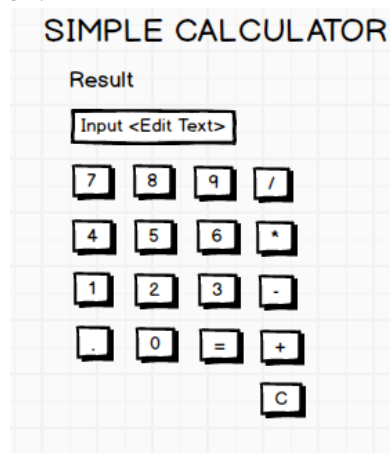 SIMPLE CALCULATOR
Result
Input <Edit Text>
7 8 9 /
4 5 6 *
1 2 3 -
. 0 = +
C